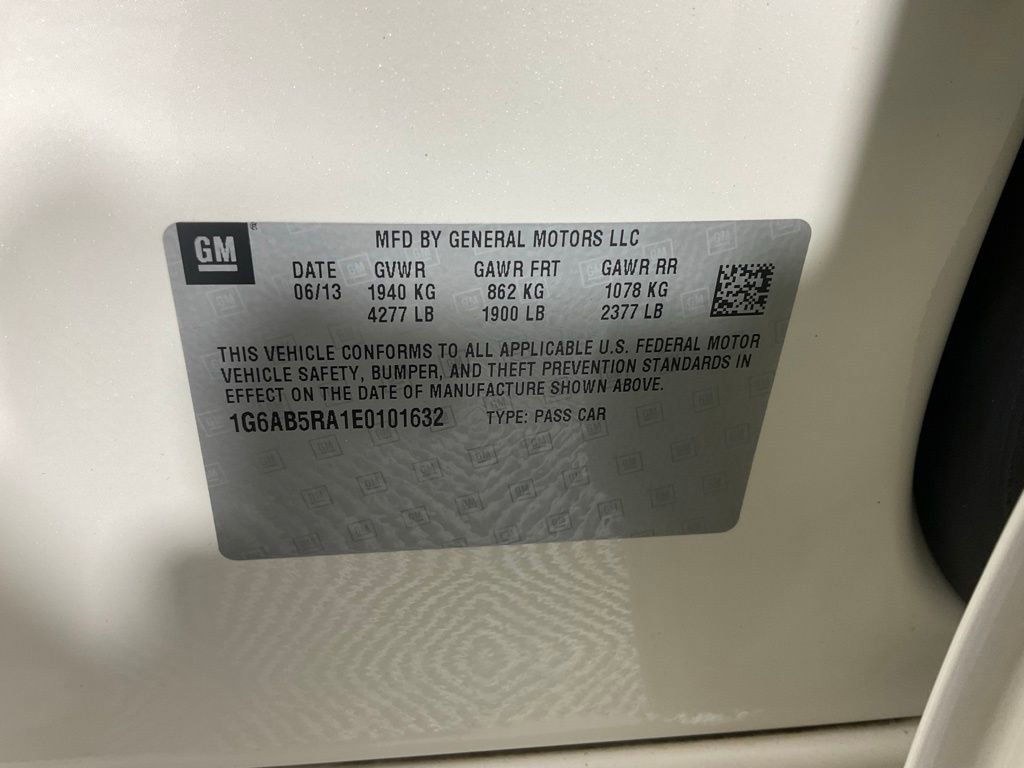 GM
MFD BY GENERAL MOTORS LLC
DATE GVWR GAWR FRT GAWR RR
06/13 1940 KG 862 KG 1078 KG
4277 LB 1900 LB 2377 LB
THIS VEHICLE CONFORMS TO ALL APPLICABLE U.S. FEDERAL MOTOR
VEHICLE SAFETY, BUMPER, AND THEFT PREVENTION STANDARDS IN
EFFECT ON THE DATE OF MANUFACTURE SHOWN ABOVE.
1G6AB5RA1E0101632 TYPE: PASS CAR